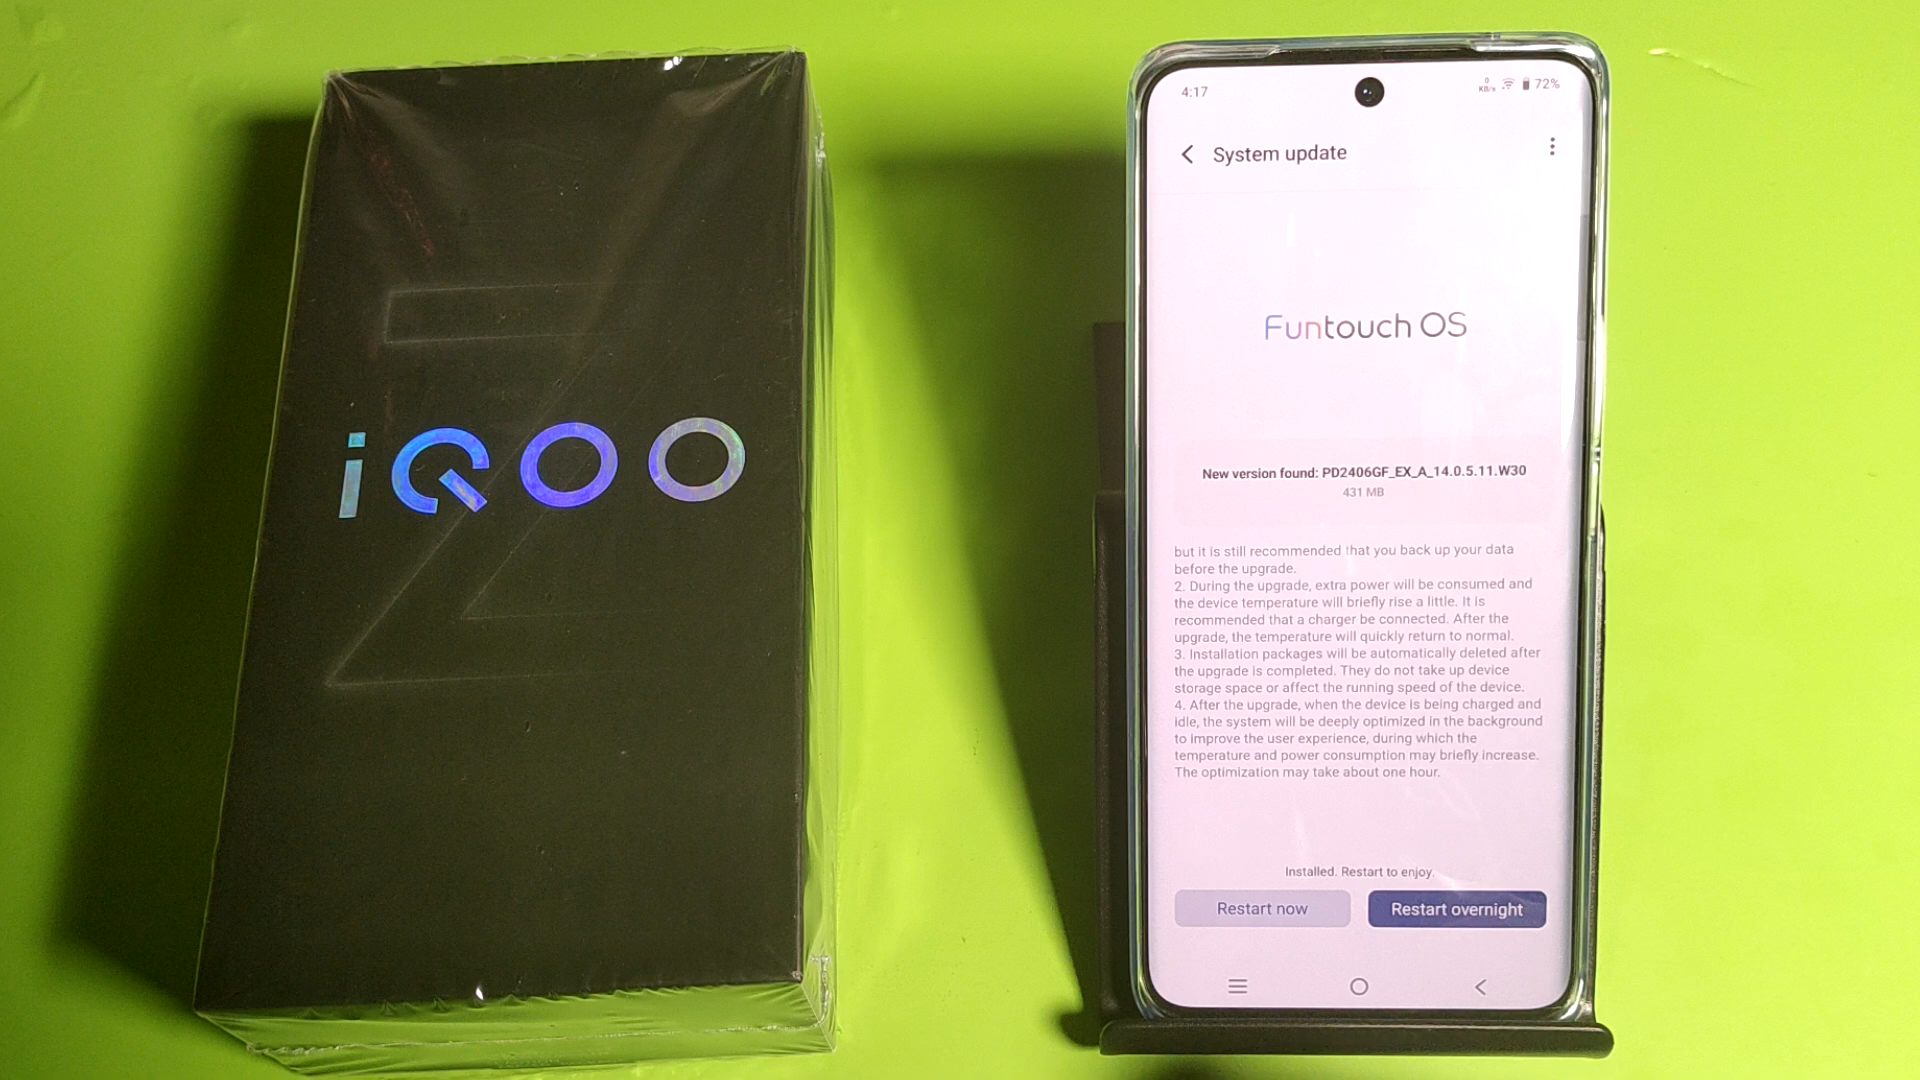 iQOO
4:17
0
KB/s
72%
System update
Funtouch OS
New version found: PD2406GF_EX_A_14.0.5.11.W30
431 MB
but it is still recommended that you back up your data
before the upgrade.
2. During the upgrade, extra power will be consumed and
the device temperature will briefly rise a little. It is
recommended that a charger be connected. After the
upgrade, the temperature will quickly return to normal.
3. Installation packages will be automatically deleted after
the upgrade is completed. They do not take up device
storage space or affect the running speed of the device.
4. After the upgrade, when the device is being charged and
idle, the system will be deeply optimized in the background
to improve the user experience, during which the
temperature and power consumption may briefly increase.
The optimization may take about one hour.
Installed. Restart to enjoy.
Restart now
Restart overnight